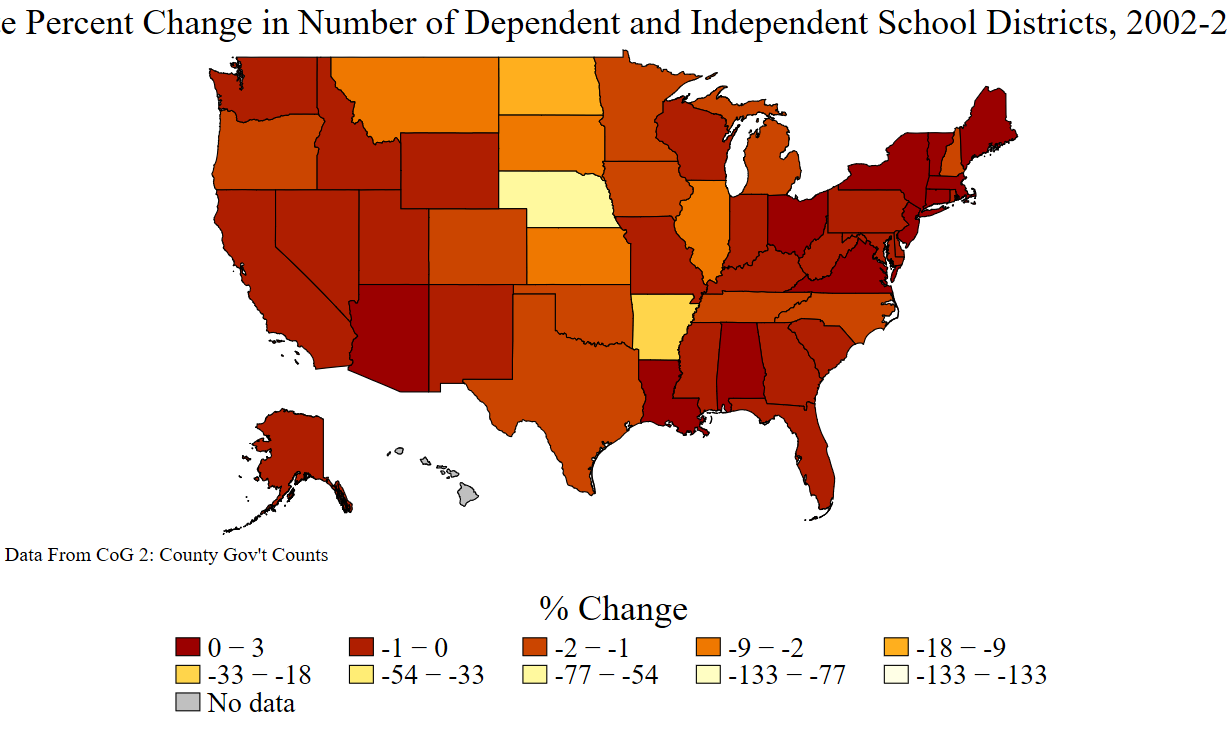 e Percent Change in Number of Dependent and Independent School Districts, 2002-2
Data From CoG 2: County Gov't Counts
% Change
0 − 3 -1 − 0 -2 − -1 -9 − -2 -18 − -9
-33 − -18 -54 − -33 -77 − -54 -133 − -77 -133 − -133
No data